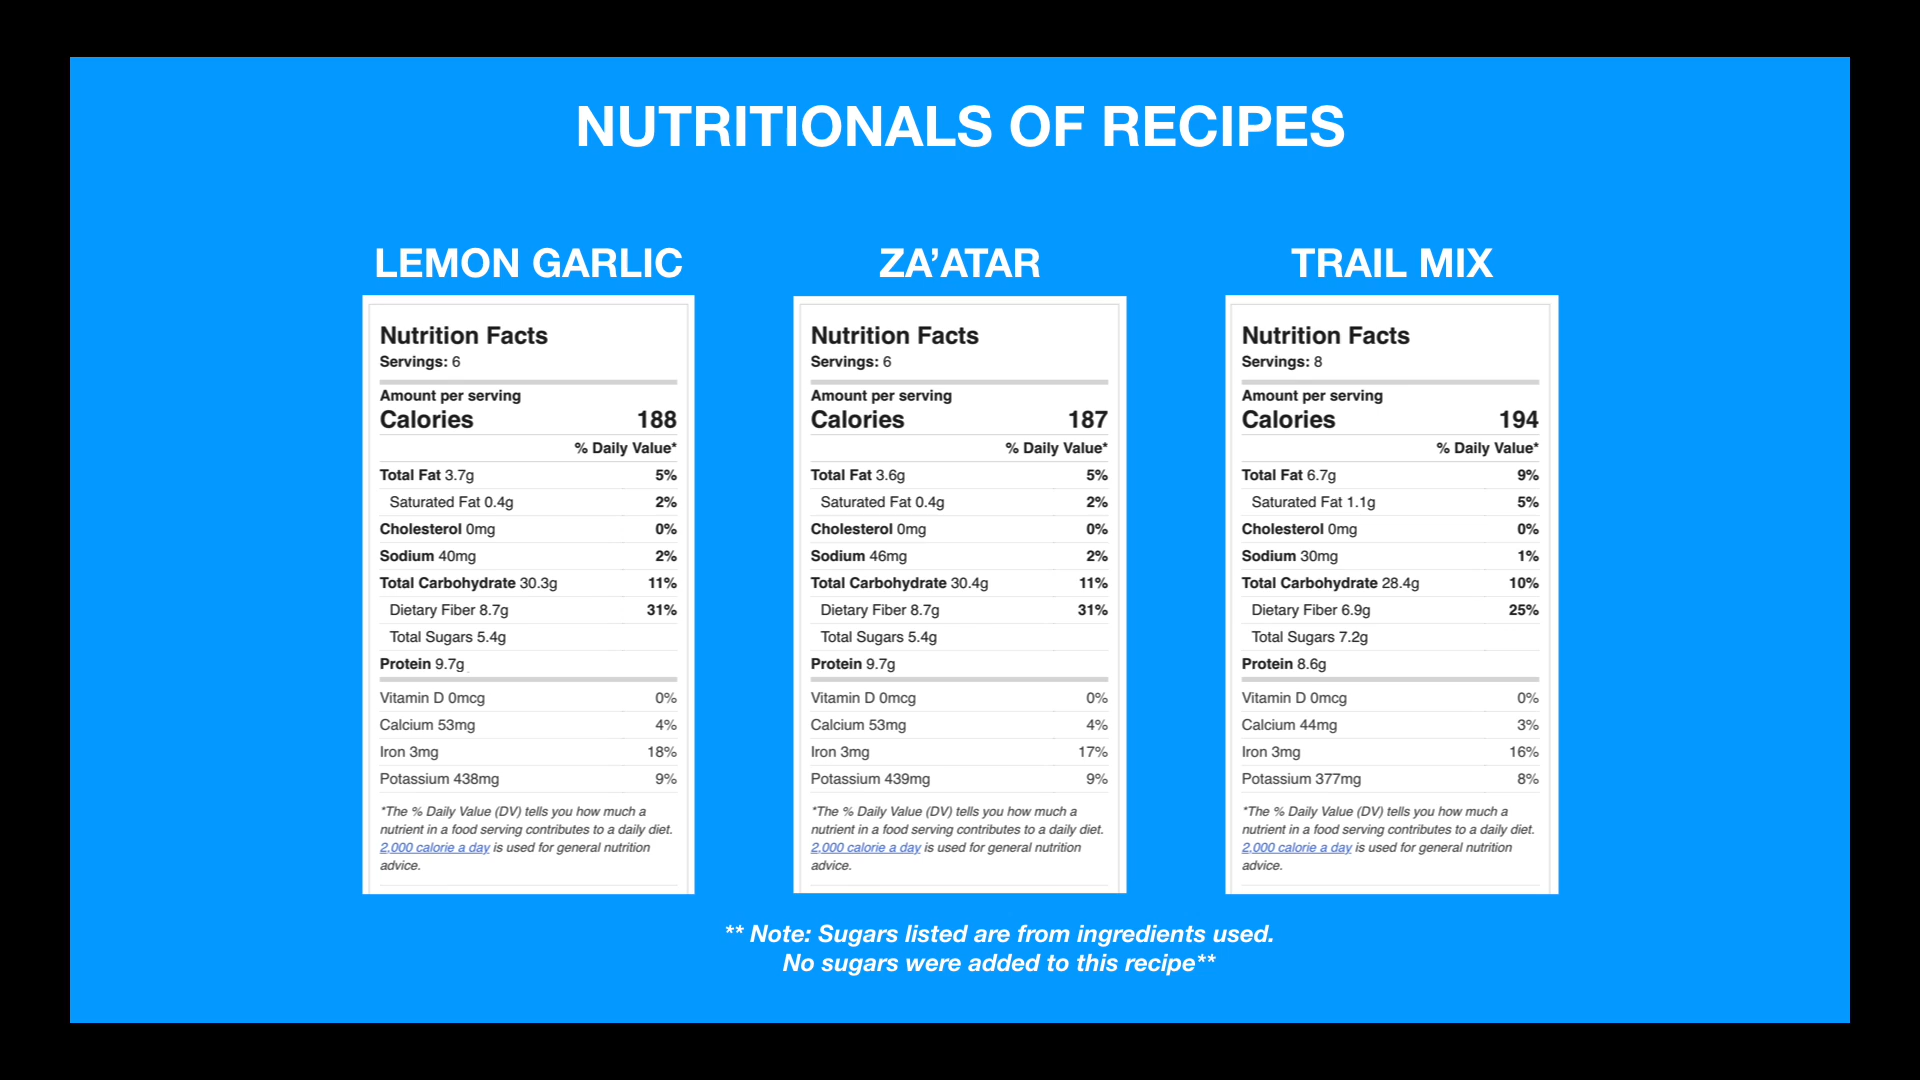 NUTRITIONALS OF RECIPES
LEMON GARLIC
Nutrition Facts
Servings: 6
Amount per serving
Calories 188
% Daily Value*
Total Fat 3.7g 5%
Saturated Fat 0.4g 2%
Cholesterol 0mg 0%
Sodium 40mg 2%
Total Carbohydrate 30.3g 11%
Dietary Fiber 8.7g 31%
Total Sugars 5.4g
Protein 9.7g
Vitamin D 0mcg 0%
Calcium 53mg 4%
Iron 3mg 18%
Potassium 438mg 9%
*The % Daily Value (DV) tells you how much a
nutrient in a food serving contributes to a daily diet.
2,000 calorie a day is used for general nutrition
advice.
ZA’ATAR
Nutrition Facts
Servings: 6
Amount per serving
Calories 187
% Daily Value*
Total Fat 3.6g 5%
Saturated Fat 0.4g 2%
Cholesterol 0mg 0%
Sodium 46mg 2%
Total Carbohydrate 30.4g 11%
Dietary Fiber 8.7g 31%
Total Sugars 5.4g
Protein 9.7g
Vitamin D 0mcg 0%
Calcium 53mg 4%
Iron 3mg 17%
Potassium 439mg 9%
*The % Daily Value (DV) tells you how much a
nutrient in a food serving contributes to a daily diet.
2,000 calorie a day is used for general nutrition
advice.
TRAIL MIX
Nutrition Facts
Servings: 8
Amount per serving
Calories 194
% Daily Value*
Total Fat 6.7g 9%
Saturated Fat 1.1g 5%
Cholesterol 0mg 0%
Sodium 30mg 1%
Total Carbohydrate 28.4g 10%
Dietary Fiber 6.9g 25%
Total Sugars 7.2g
Protein 8.6g
Vitamin D 0mcg 0%
Calcium 44mg 3%
Iron 3mg 16%
Potassium 377mg 8%
*The % Daily Value (DV) tells you how much a
nutrient in a food serving contributes to a daily diet.
2,000 calorie a day is used for general nutrition
advice.
** Note: Sugars listed are from ingredients used.
No sugars were added to this recipe**